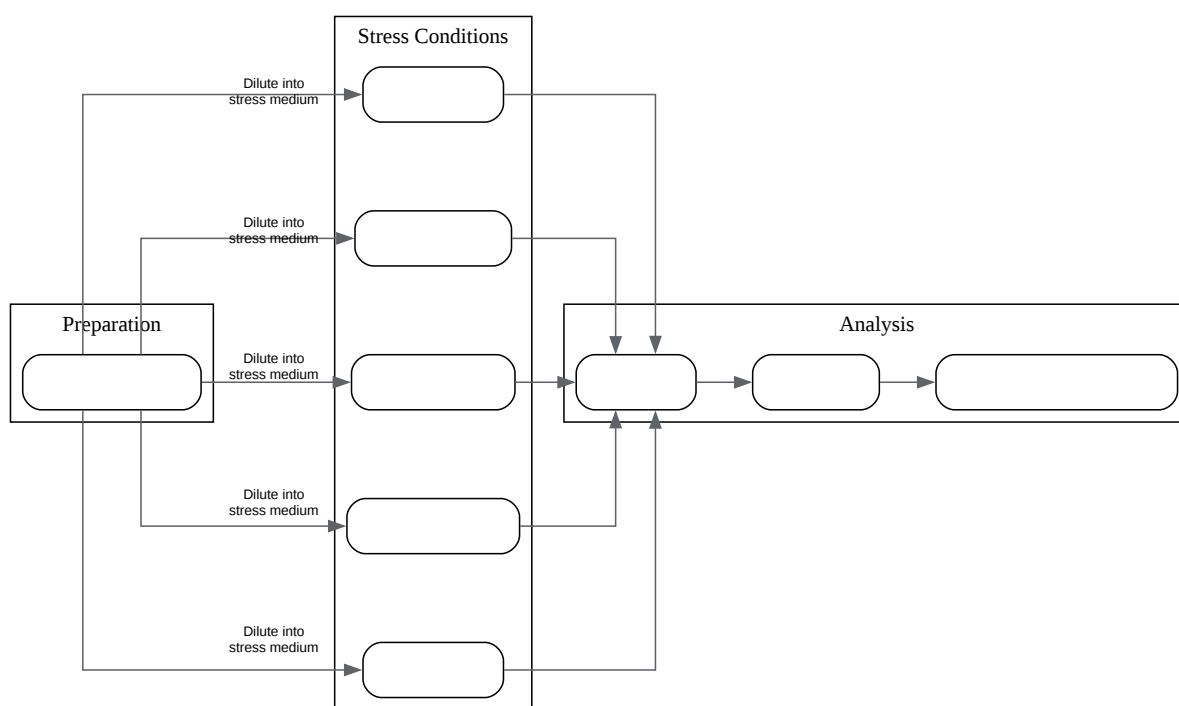 Stress Conditions
Dilute into
stress medium
Dilute into
stress medium
Preparation
Analysis
Dilute into
stress medium
Dilute into
stress medium
Dilute into
stress medium